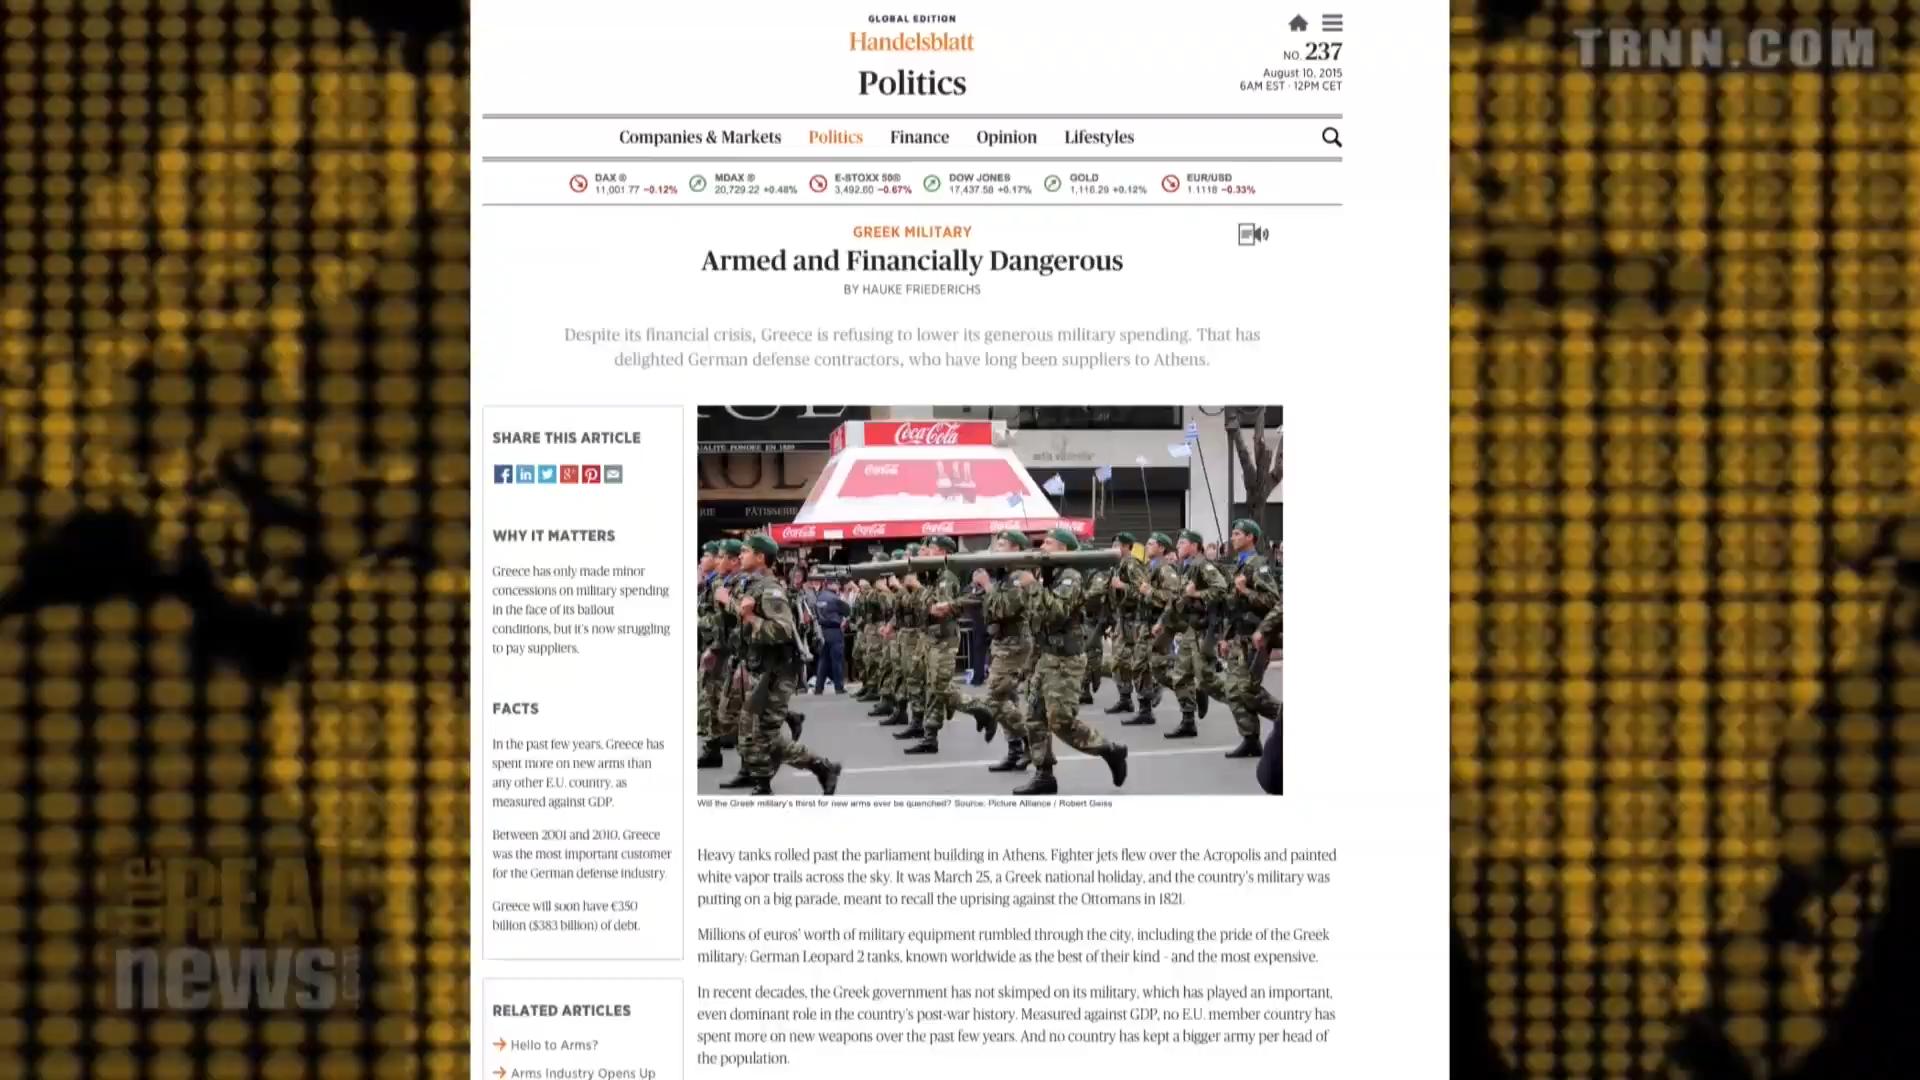 TRNN.COM
GLOBAL EDITION
Handelsblatt
Politics
NO. 237
August 10, 2015
6AM EST · 12PM CET
Companies & Markets Politics Finance Opinion Lifestyles
DAX ® MDAX ® E-STOXX 50® DOW JONES GOLD EUR/USD
11,001.77 -0.12% 20,729.22 +0.48% 3,492.60 -0.67% 17,437.58 +0.17% 1,116.29 +0.12% 1.1118 -0.33%
GREEK MILITARY
Armed and Financially Dangerous
BY HAUKE FRIEDERICHS
Despite its financial crisis, Greece is refusing to lower its generous military spending. That has
delighted German defense contractors, who have long been suppliers to Athens.
SHARE THIS ARTICLE
WHY IT MATTERS
Greece has only made minor
concessions on military spending
in the face of its bailout
conditions, but it's now struggling
to pay suppliers.
FACTS
In the past few years, Greece has
spent more on new arms than
any other E.U. country, as
measured against GDP.
Between 2001 and 2010, Greece
was the most important customer
for the German defense industry.
Greece will soon have €350
billion ($383 billion) of debt.
RELATED ARTICLES
Hello to Arms?
Arms Industry Opens Up
Coca-Cola
Coca-Cola
Coca-Cola Coca-Cola Coca-Cola Coca-Cola
PÂTISSERIE
Will the Greek military's thirst for new arms ever be quenched? Source: Picture Alliance / Robert Geiss
Heavy tanks rolled past the parliament building in Athens. Fighter jets flew over the Acropolis and painted
white vapor trails across the sky. It was March 25, a Greek national holiday, and the country's military was
putting on a big parade, meant to recall the uprising against the Ottomans in 1821.
Millions of euros' worth of military equipment rumbled through the city, including the pride of the Greek
military: German Leopard 2 tanks, known worldwide as the best of their kind - and the most expensive.
In recent decades, the Greek government has not skimped on its military, which has played an important,
even dominant role in the country's post-war history. Measured against GDP, no E.U. member country has
spent more on new weapons over the past few years. And no country has kept a bigger army per head of
the population.
the REAL
news